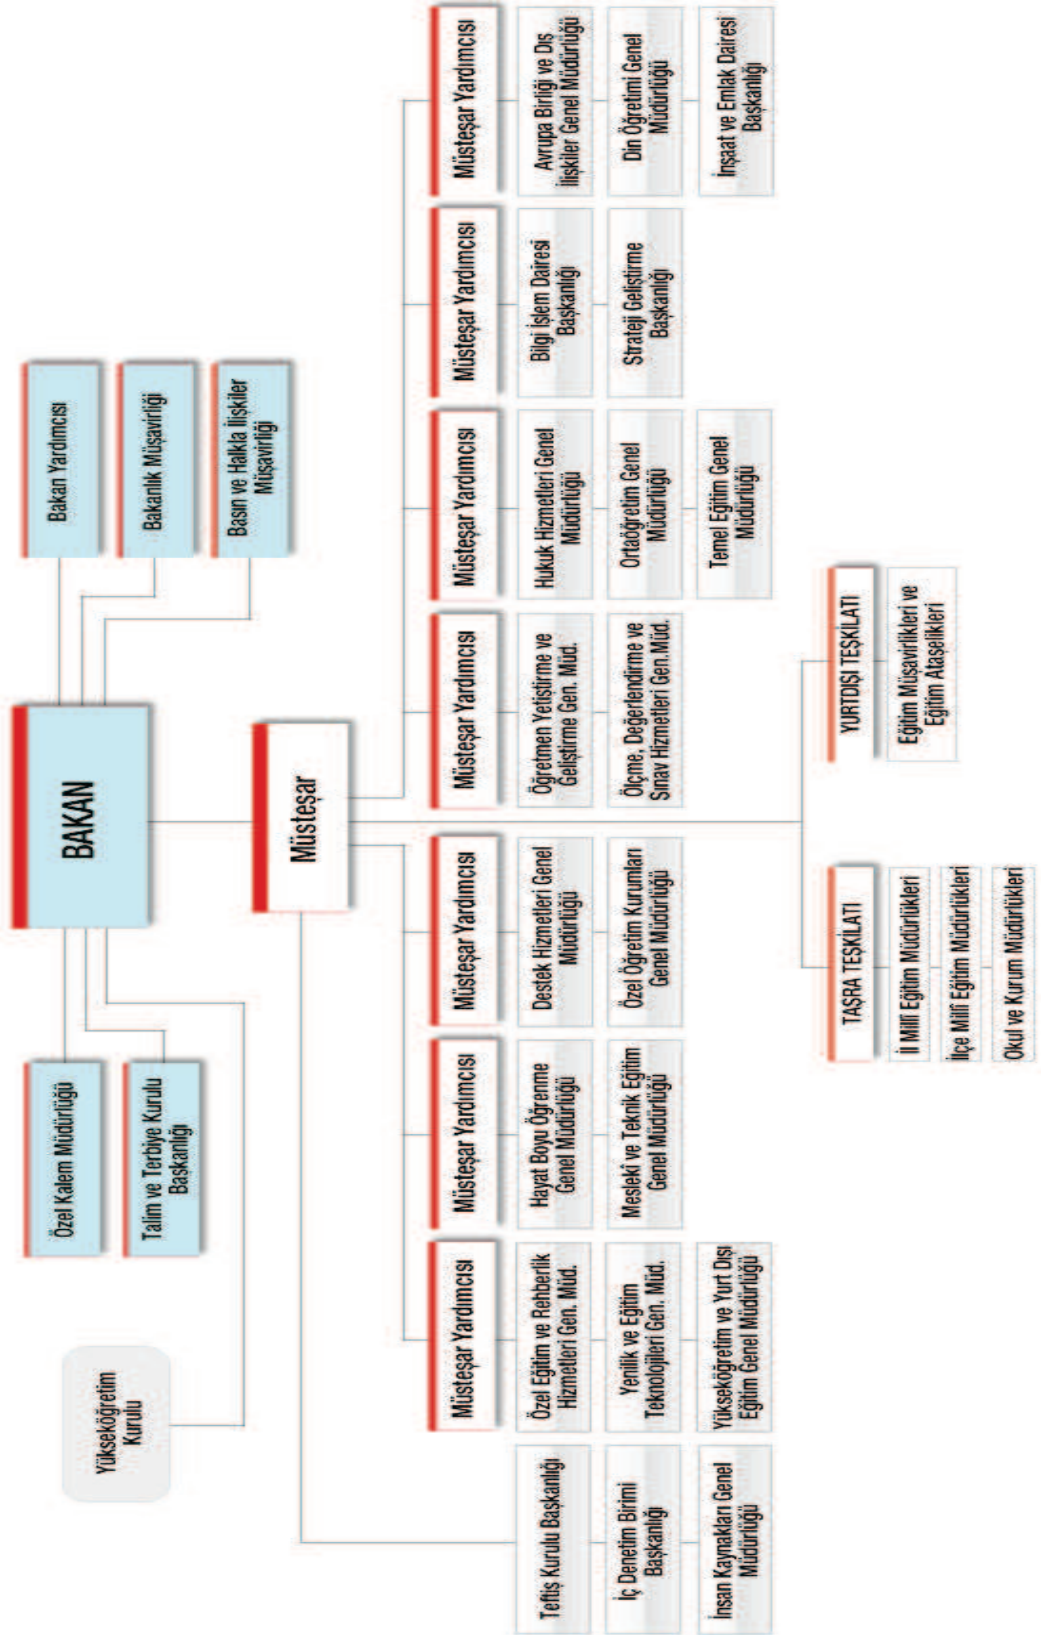 Yükseköğretim
Kurulu
Özel Kalem Müdürlüğü
Talim ve Terbiye Kurulu
Başkanlığı
BAKAN
Bakan Yardımcısı
Bakanlık Müşavirliği
Basın ve Halkla İlişkiler
Müşavirliği
Müsteşar
Teftiş Kurulu Başkanlığı
İç Denetim Birimi
Başkanlığı
İnsan Kaynakları Genel
Müdürlüğü
Müsteşar Yardımcısı
Özel Eğitim ve Rehberlik
Hizmetleri Gen. Müd.
Yenilik ve Eğitim
Teknolojileri Gen. Müd.
Yükseköğretim ve Yurt Dışı
Eğitim Genel Müdürlüğü
Müsteşar Yardımcısı
Hayat Boyu Öğrenme
Genel Müdürlüğü
Meslekî ve Teknik Eğitim
Genel Müdürlüğü
Müsteşar Yardımcısı
Destek Hizmetleri Genel
Müdürlüğü
Özel Öğretim Kurumları
Genel Müdürlüğü
Müsteşar Yardımcısı
Öğretmen Yetiştirme ve
Geliştirme Gen. Müd.
Ölçme, Değerlendirme ve
Sınav Hizmetleri Gen.Müd.
Müsteşar Yardımcısı
Hukuk Hizmetleri Genel
Müdürlüğü
Ortaöğretim Genel
Müdürlüğü
Temel Eğitim Genel
Müdürlüğü
Müsteşar Yardımcısı
Bilgi İşlem Dairesi
Başkanlığı
Strateji Geliştirme
Başkanlığı
Müsteşar Yardımcısı
Avrupa Birliği ve Dış
İlişkiler Genel Müdürlüğü
Din Öğretimi Genel
Müdürlüğü
İnşaat ve Emlak Dairesi
Başkanlığı
TAŞRA TEŞKİLATI
İl Millî Eğitim Müdürlükleri
İlçe Millî Eğitim Müdürlükleri
Okul ve Kurum Müdürlükleri
YURTDIŞI TEŞKİLATI
Eğitim Müşavirlikleri ve
Eğitim Ataşelikleri